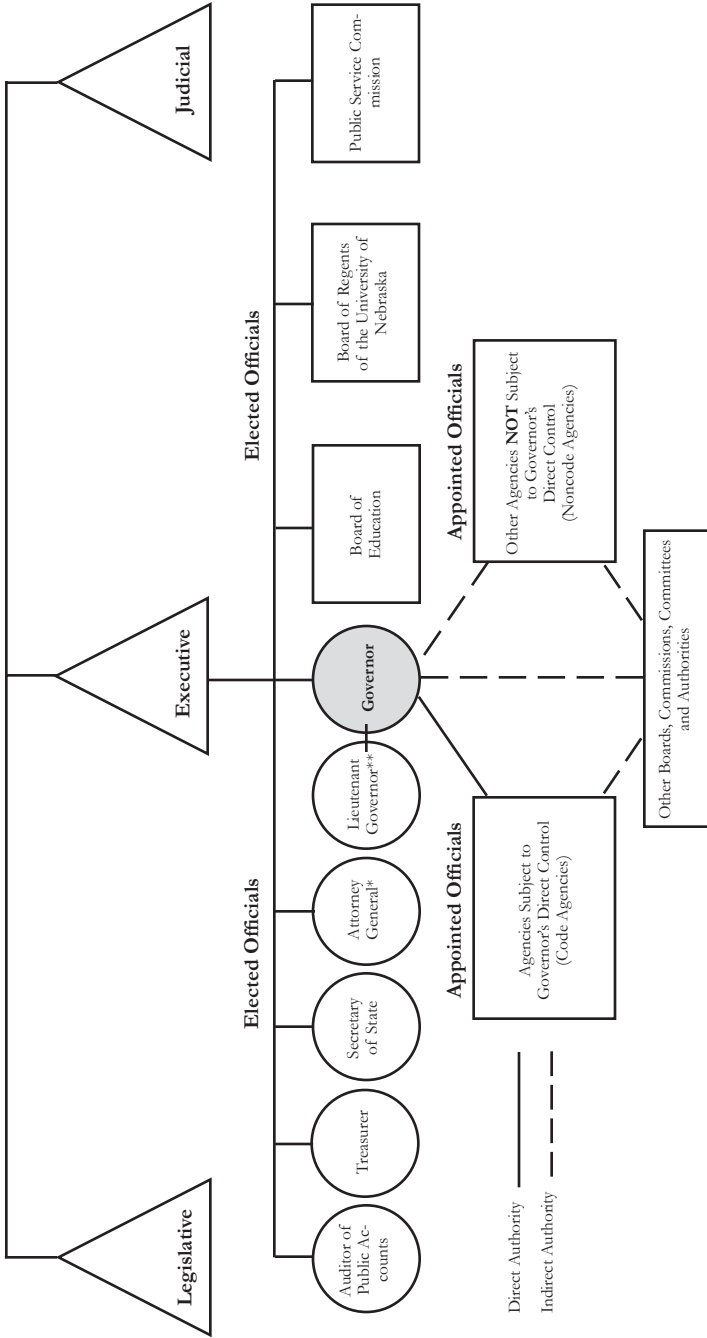 Legislative
Executive
Judicial
Elected Officials
Elected Officials
Auditor of
Public Ac-
counts
Treasurer
Secretary
of State
Attorney
General*
Lieutenant
Governor**
Governor
Board of
Education
Board of Regents
of the University of
Nebraska
Public Service Com-
mission
Appointed Officials
Appointed Officials
Agencies Subject to
Governor's Direct Control
(Code Agencies)
Other Agencies NOT Subject
to Governor's
Direct Control
(Noncode Agencies)
Other Boards, Commissions, Committees
and Authorities
Direct Authority
Indirect Authority